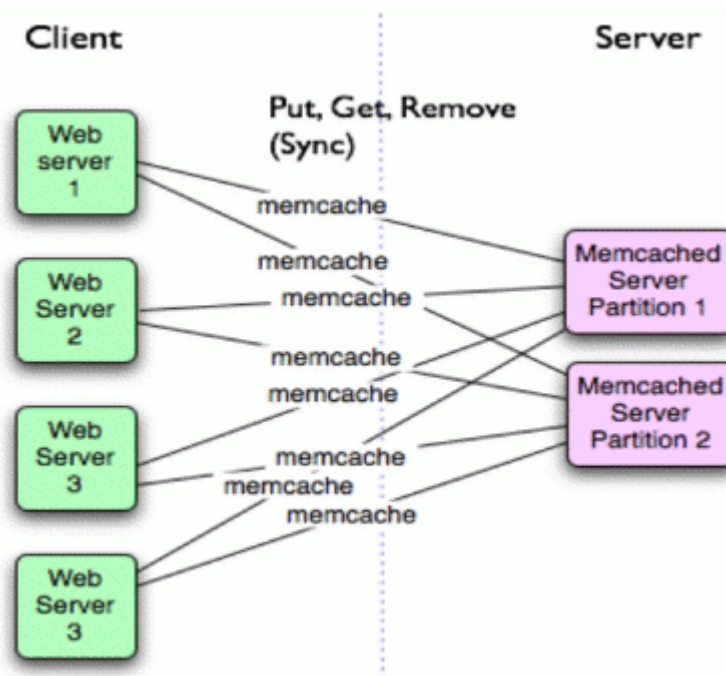 Client
Server
Put, Get, Remove
(Sync)
Web
server
1
memcache
Memcached
Server
Partition 1
memcache
Web
Server
2
memcache
memcache
Memcached
Server
Partition 2
memcache
Web
Server
3
memcache
memcache
memcache
Web
Server
3